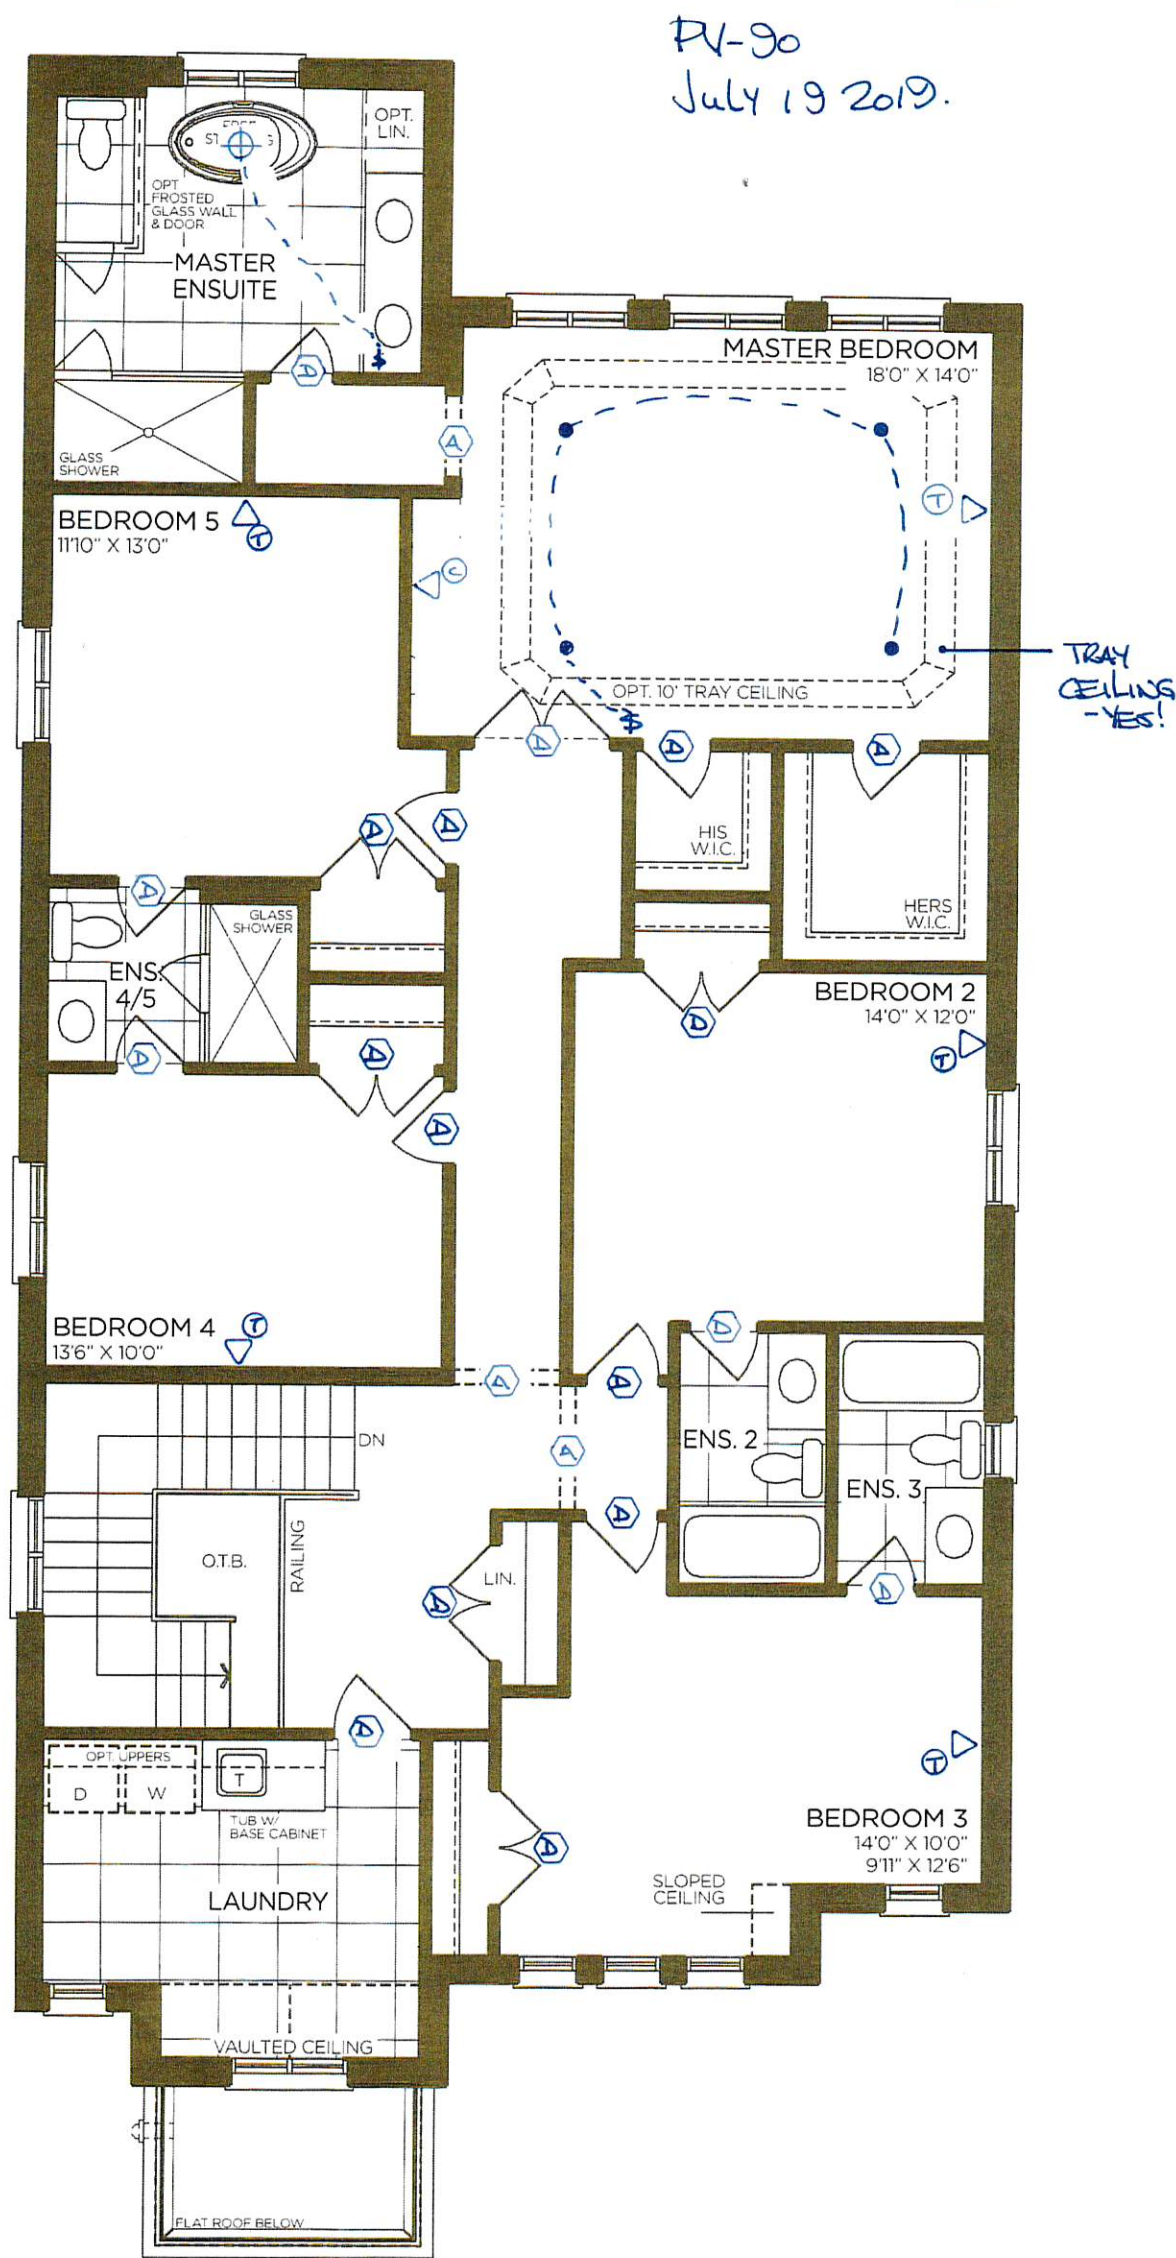 PV-90
July 19 2019.
OPT.
LIN.
OPT
FROSTED
GLASS WALL
& DOOR
MASTER
ENSUITE
MASTER BEDROOM
18'0" X 14'0"
D
A
GLASS
SHOWER
BEDROOM 5
11'10" X 13'0"
T
T
C
TRAY
CEILING
-YES!
OPT. 10' TRAY CEILING
$
$
D
D
D
D
D
HIS
W.I.C.
HERS
W.I.C.
D
GLASS
SHOWER
ENS.
4/5
BEDROOM 2
14'0" X 12'0"
D
T
D
D
D
BEDROOM 4
13'6" X 10'0"
T
D
A
D
A
DN
ENS. 2
ENS. 3
D
O.T.B.
RAILING
LIN.
D
D
D
OPT. UPPERS
D
W
T
TUB W/
BASE CABINET
T
BEDROOM 3
14'0" X 10'0"
9'11" X 12'6"
D
SLOPED
CEILING
LAUNDRY
VAULTED CEILING
FLAT ROOF BELOW